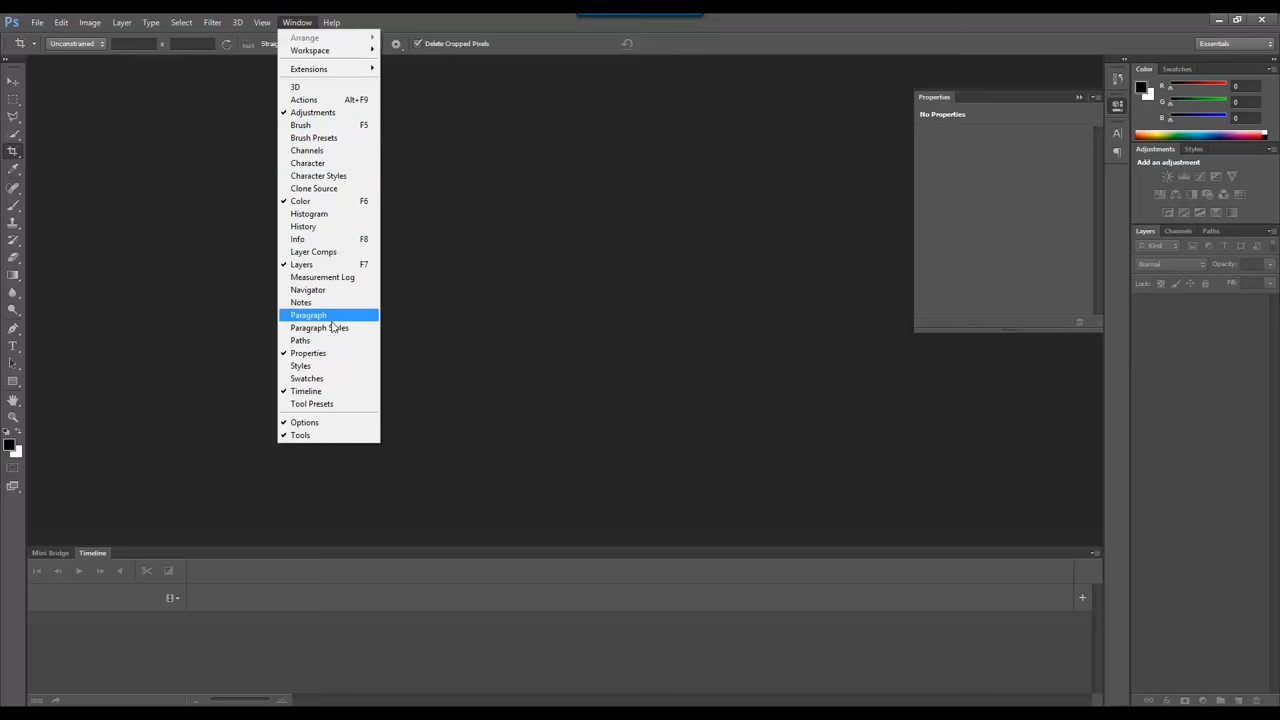 Ps File Edit Image Layer Type Select Filter 3D View Window Help
Unconstrained x Delete Cropped Pixels Essentials
Arrange
Workspace
Extensions
3D
Actions Alt+F9
Adjustments
Brush F5
Brush Presets
Channels
Character
Character Styles
Clone Source
Color F6
Histogram
History
Info F8
Layer Comps
Layers F7
Measurement Log
Navigator
Notes
Paragraph
Paragraph Styles
Paths
Properties
Styles
Swatches
Timeline
Tool Presets
Options
Tools
Properties
No Properties
Color Swatches
R 0
G 0
B 0
Adjustments Styles
Add an adjustment
Layers Channels Paths
Kind
Normal Opacity:
Lock: Fill:
Mini Bridge Timeline